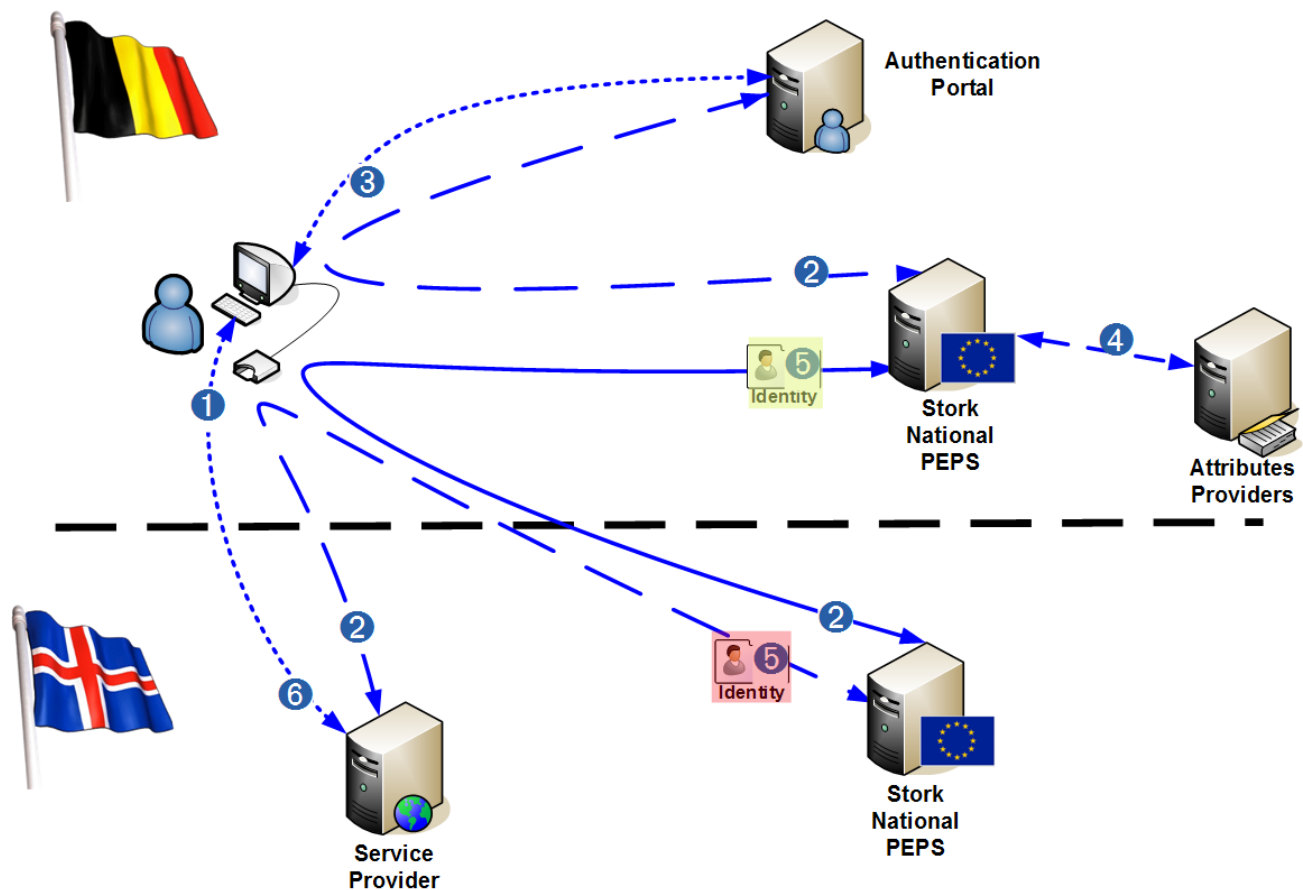 Authentication
Portal
3
2
4
5
Identity
1
Stork
National
PEPS
Attributes
Providers
2
2
5
Identity
6
Stork
National
PEPS
Service
Provider